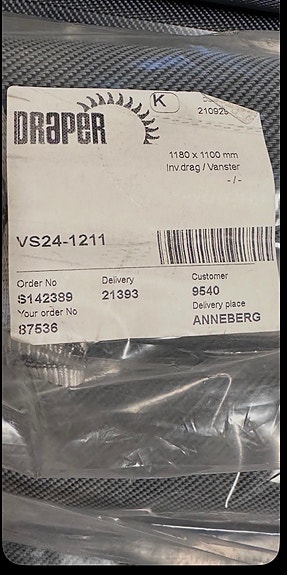 DRAPER
K
1180 x 1100 mm
Inv.drag / Vanster
-/-
VS24-1211
Order No Delivery Customer
S142389 21393 9540
Your order No Delivery place
87536 ANNEBERG